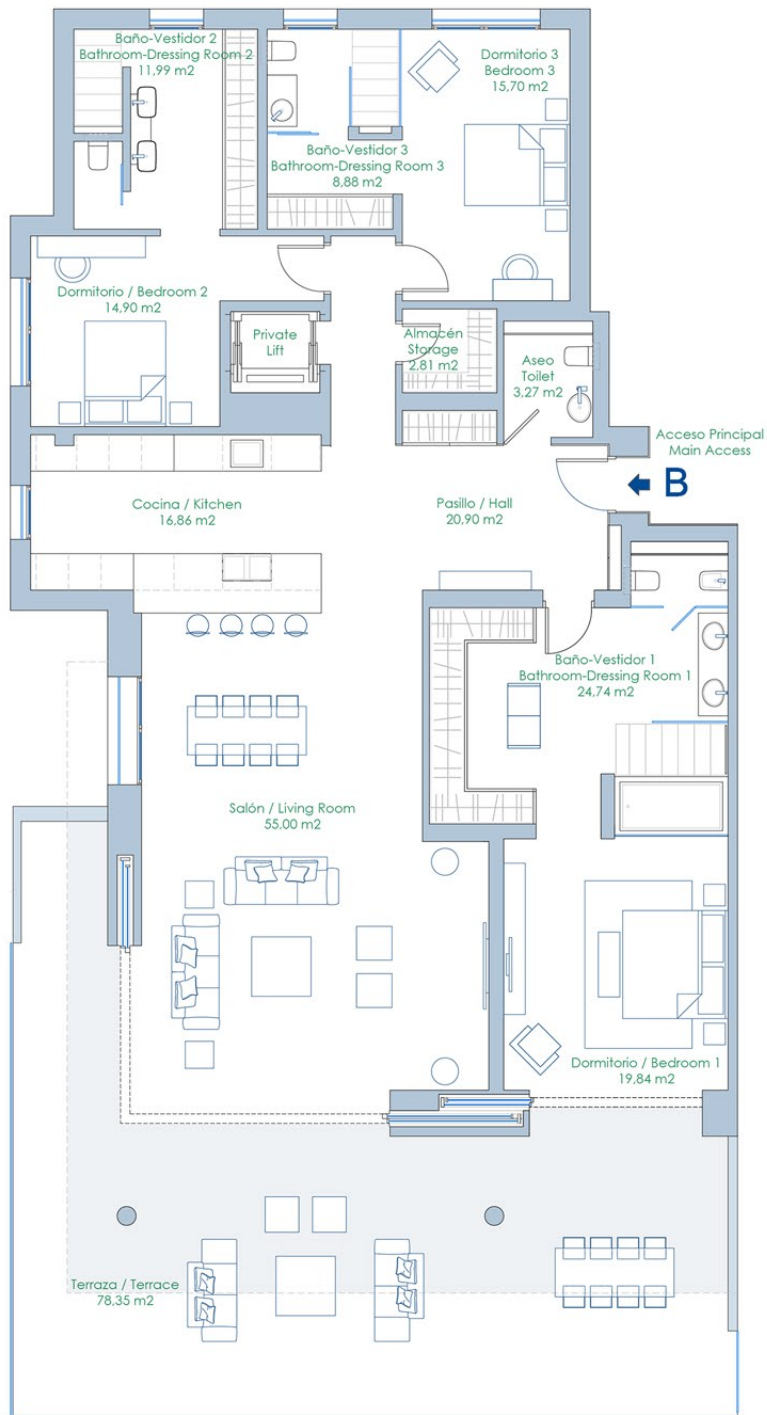 Baño-Vestidor 2
Bathroom-Dressing Room 2
11,99 m2
Dormitorio 3
Bedroom 3
15,70 m2
Baño-Vestidor 3
Bathroom-Dressing Room 3
8,88 m2
Dormitorio / Bedroom 2
14,90 m2
Private
Lift
Almacén
Storage
2,81 m2
Aseo
Toilet
3,27 m2
Acceso Principal
Main Access
B
Cocina / Kitchen
16,86 m2
Pasillo / Hall
20,90 m2
Baño-Vestidor 1
Bathroom-Dressing Room 1
24,74 m2
Salón / Living Room
55,00 m2
Dormitorio / Bedroom 1
19,84 m2
Terraza / Terrace
78,35 m2